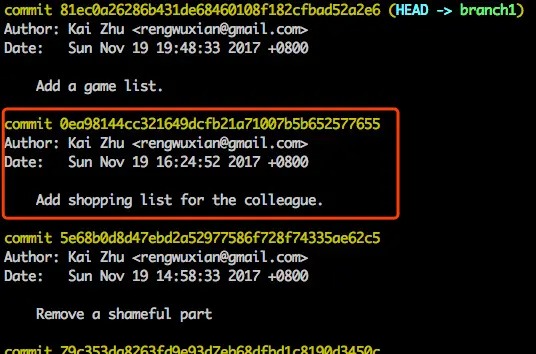 commit 81ec0a26286b431de68460108f182cfbad52a2e6 (HEAD -> branch1)
Author: Kai Zhu <rengwuxian@gmail.com>
Date:   Sun Nov 19 19:48:33 2017 +0800
Add a game list.
commit 0ea98144cc321649dcfb21a71007b5b652577655
Author: Kai Zhu <rengwuxian@gmail.com>
Date:   Sun Nov 19 16:24:52 2017 +0800
Add shopping list for the colleague.
commit 5e68b0d8d47ebd2a52977586f728f74335ae62c5
Author: Kai Zhu <rengwuxian@gmail.com>
Date:   Sun Nov 19 14:58:33 2017 +0800
Remove a shameful part
commit